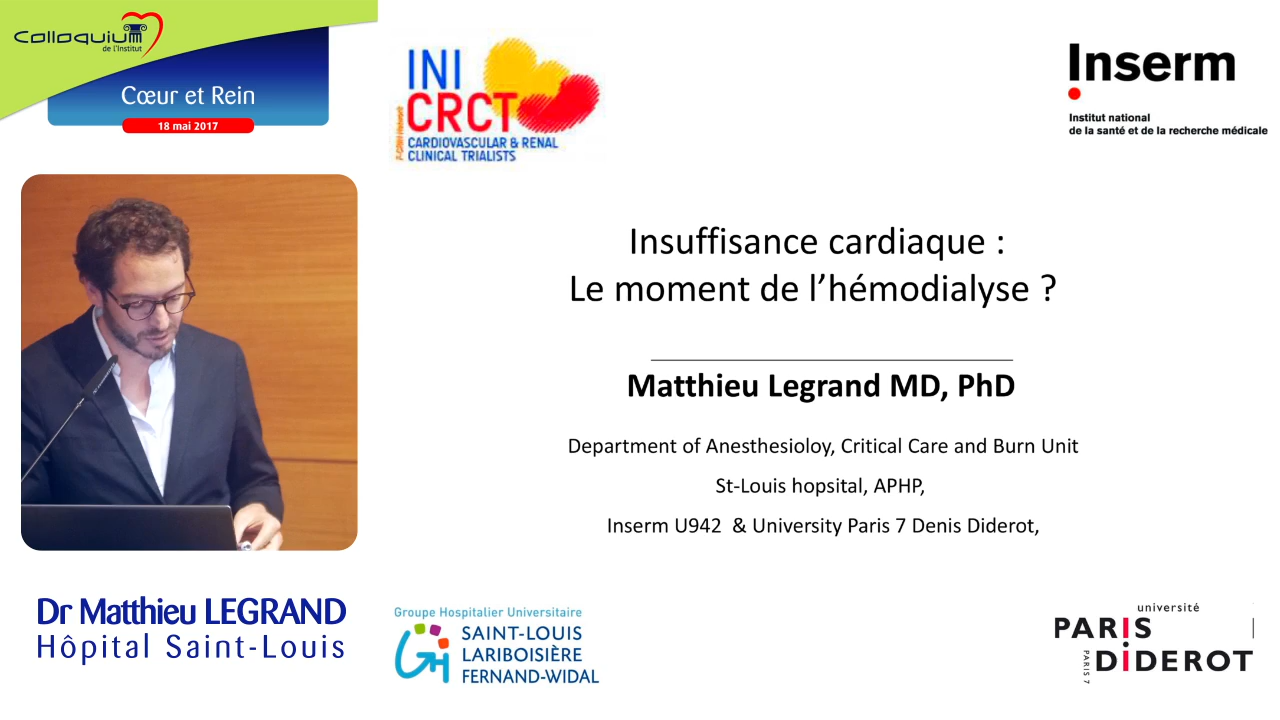 Colloquium
de l'Institut
Cœur et Rein
18 mai 2017
INI
CRCT
CARDIOVASCULAR & RENAL
CLINICAL TRIALISTS
F-CRIN Network
Inserm
Institut national
de la santé et de la recherche médicale
Insuffisance cardiaque :
Le moment de l’hémodialyse ?
Matthieu Legrand MD, PhD
Department of Anesthesioloy, Critical Care and Burn Unit
St-Louis hopsital, APHP,
Inserm U942 & University Paris 7 Denis Diderot,
Dr Matthieu LEGRAND
Hôpital Saint-Louis
Groupe Hospitalier Universitaire
SAINT-LOUIS
LARIBOISIÈRE
FERNAND-WIDAL
université
PARIS
DiDEROT
PARIS 7